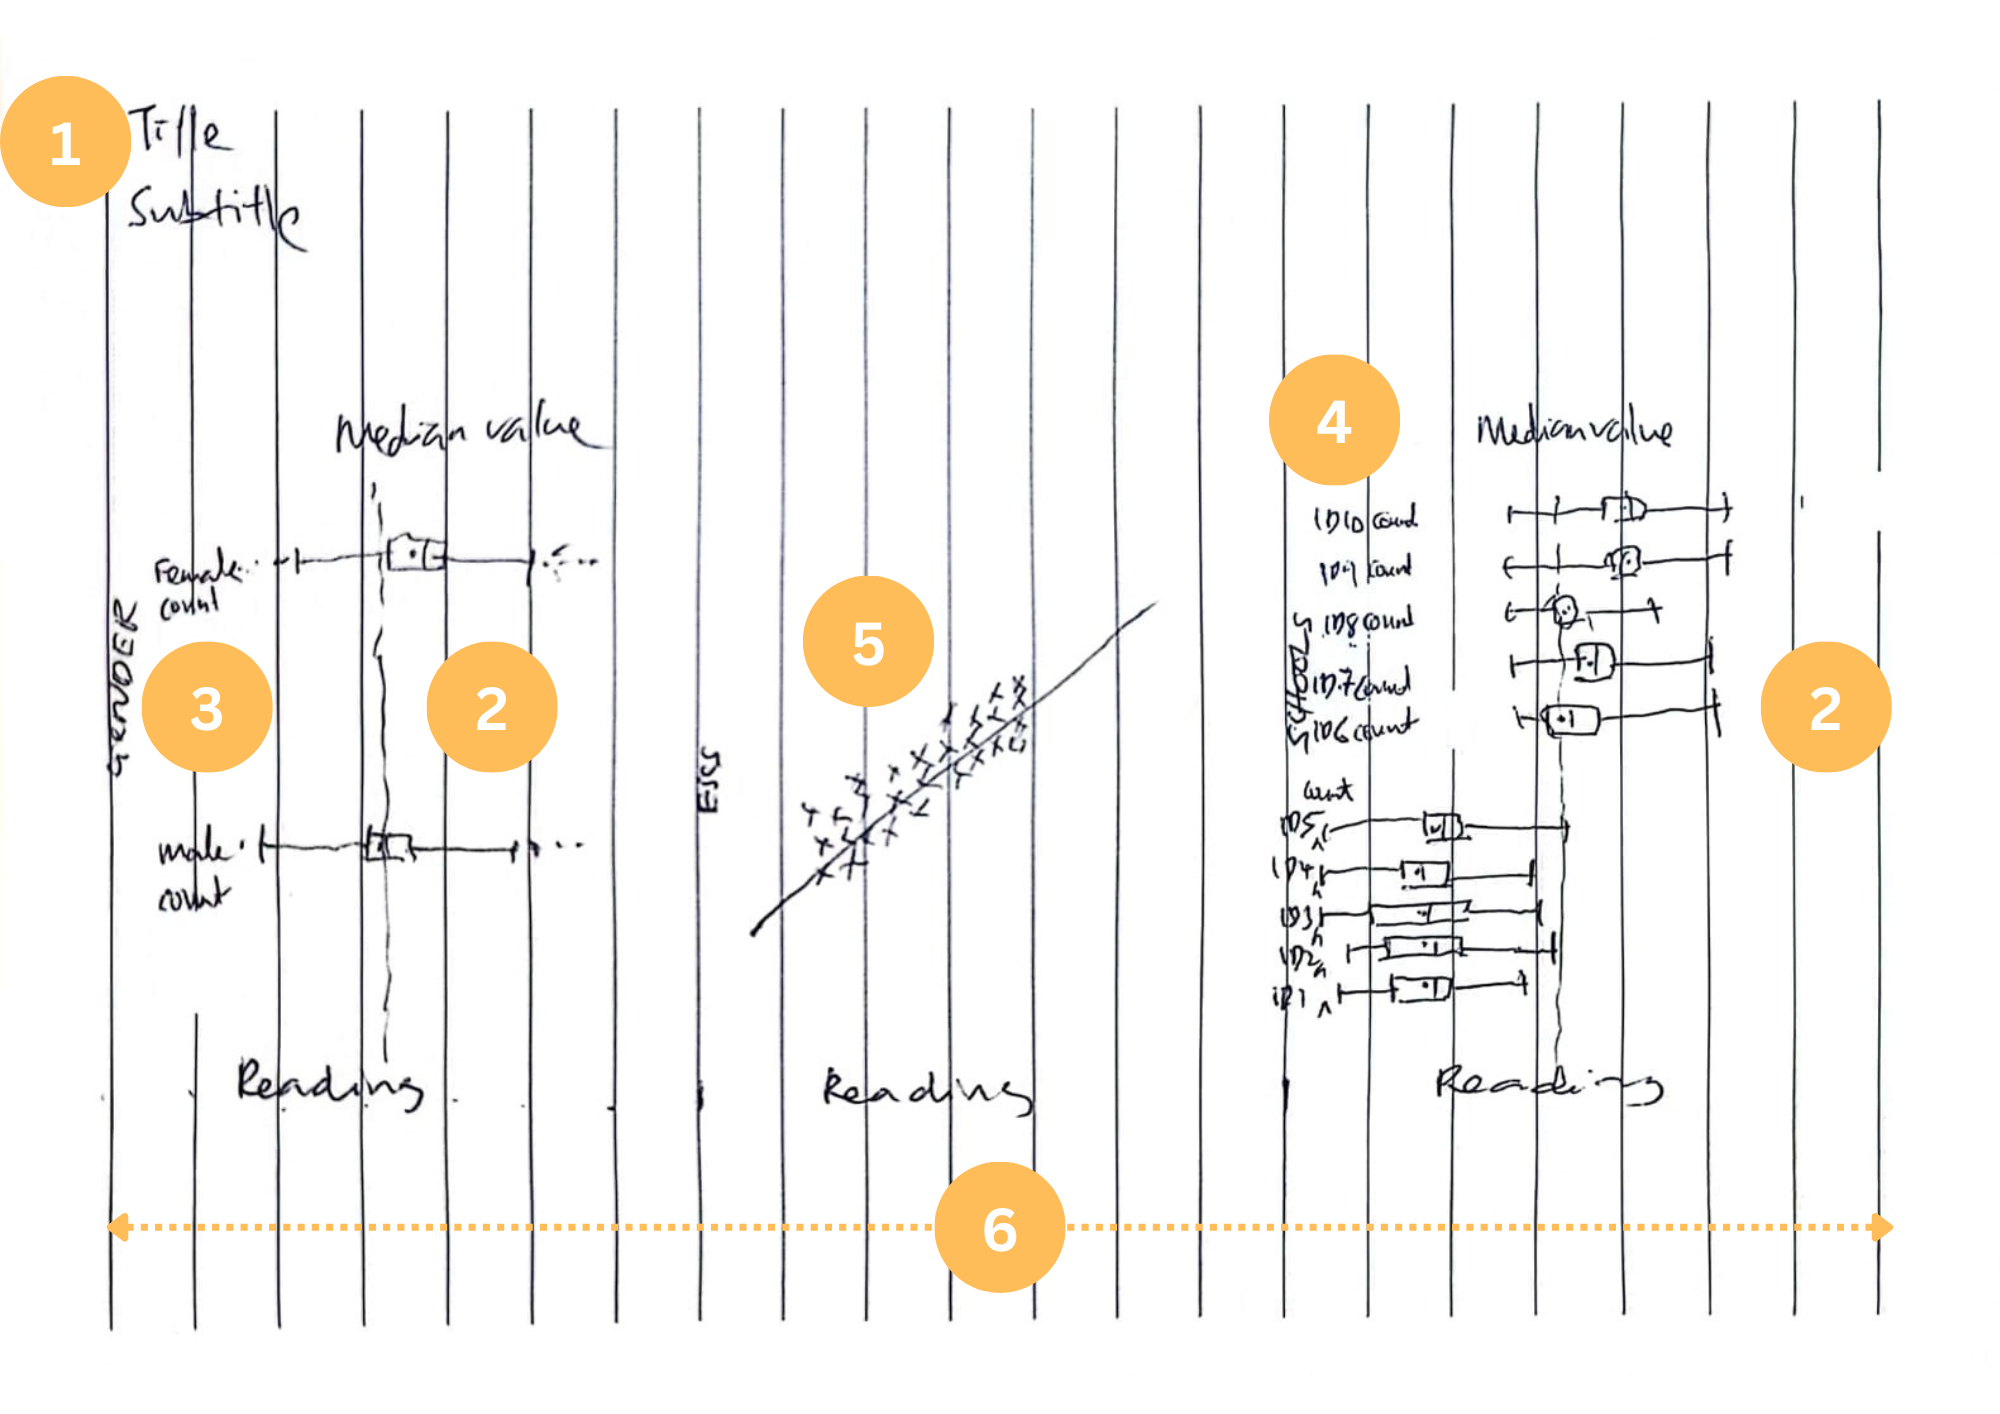 1
Title
Subtitle
Median value
Female
count
GENDER
3
2
male
count
Reading
5
ESCS
Reading
6
4
Median value
ID10 count
ID9 count
ID8 count
ID7 count
ID6 count
SCHOOLS
2
count
ID5
ID4
ID3
ID2
ID1
Reading